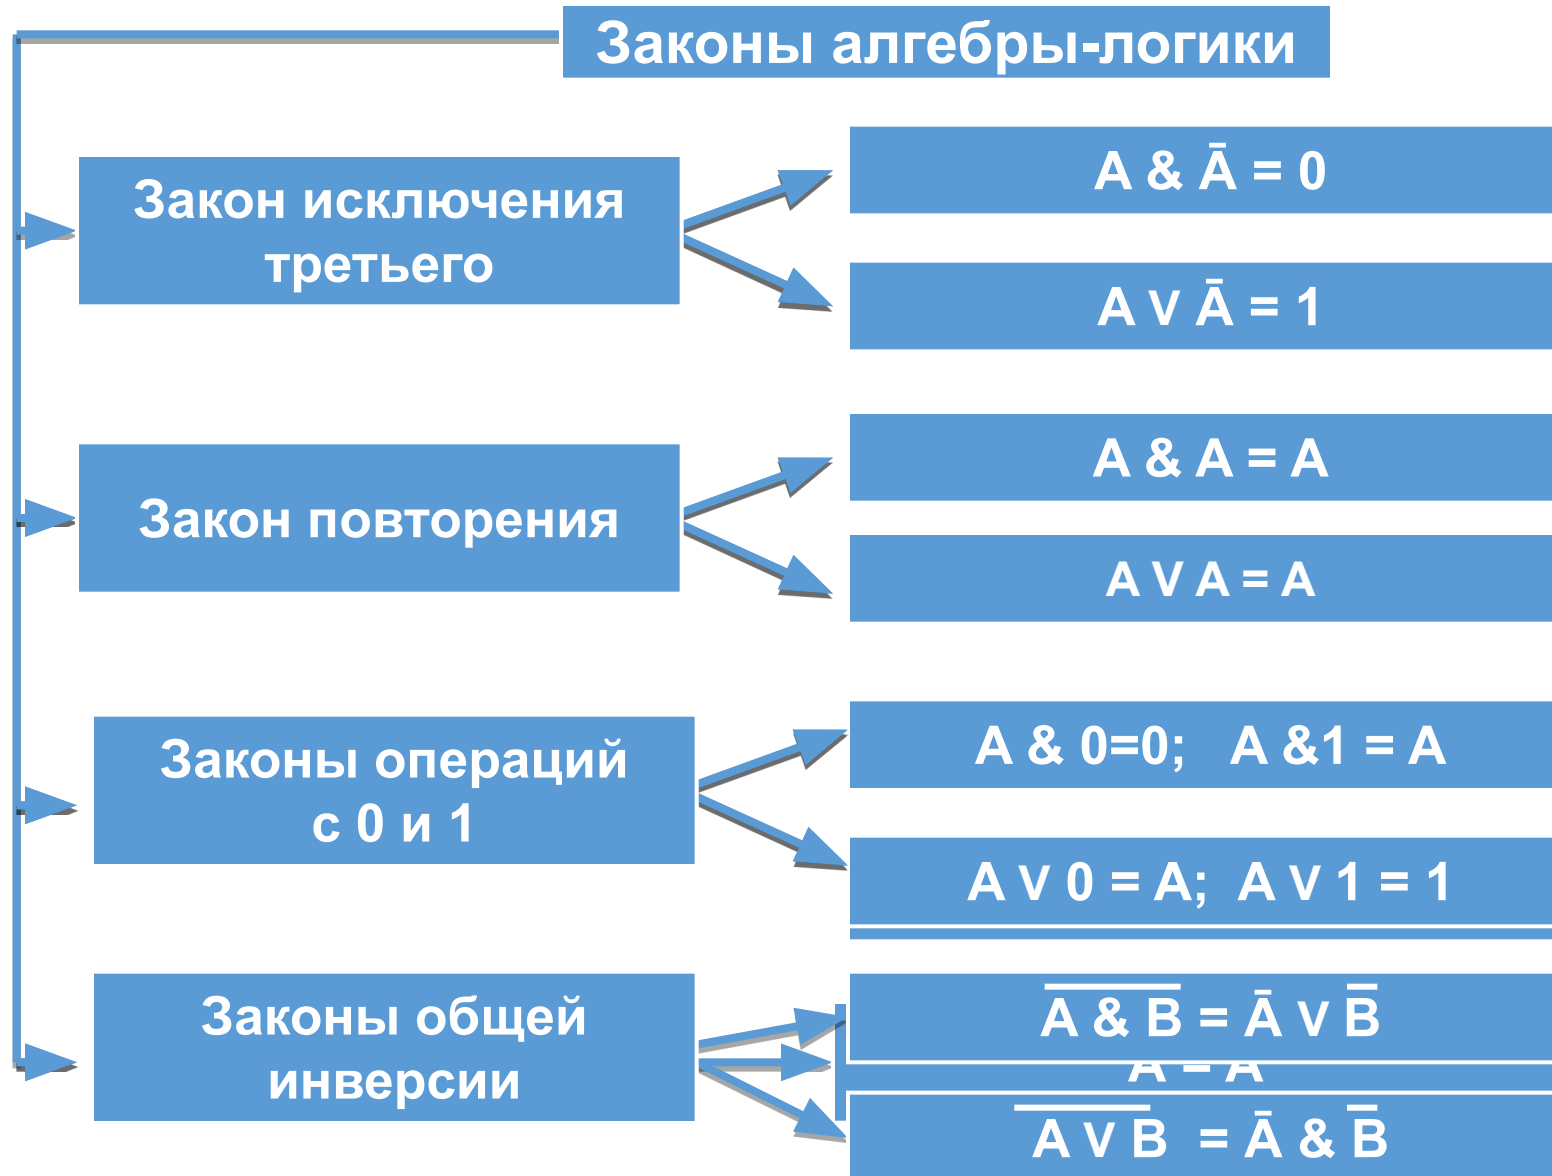 Законы алгебры-логики
Закон исключения
третьего
A & Ā = 0
A V Ā = 1
Закон повторения
A & A = A
A V A = A
Законы операций
с 0 и 1
A & 0=0; A &1 = A
A V 0 = A; A V 1 = 1
Законы общей
инверсии
A̅ ̅&̅ ̅B̅ = Ā V B̅
A = A
A̅ ̅V̅ ̅B̅ = Ā & B̅